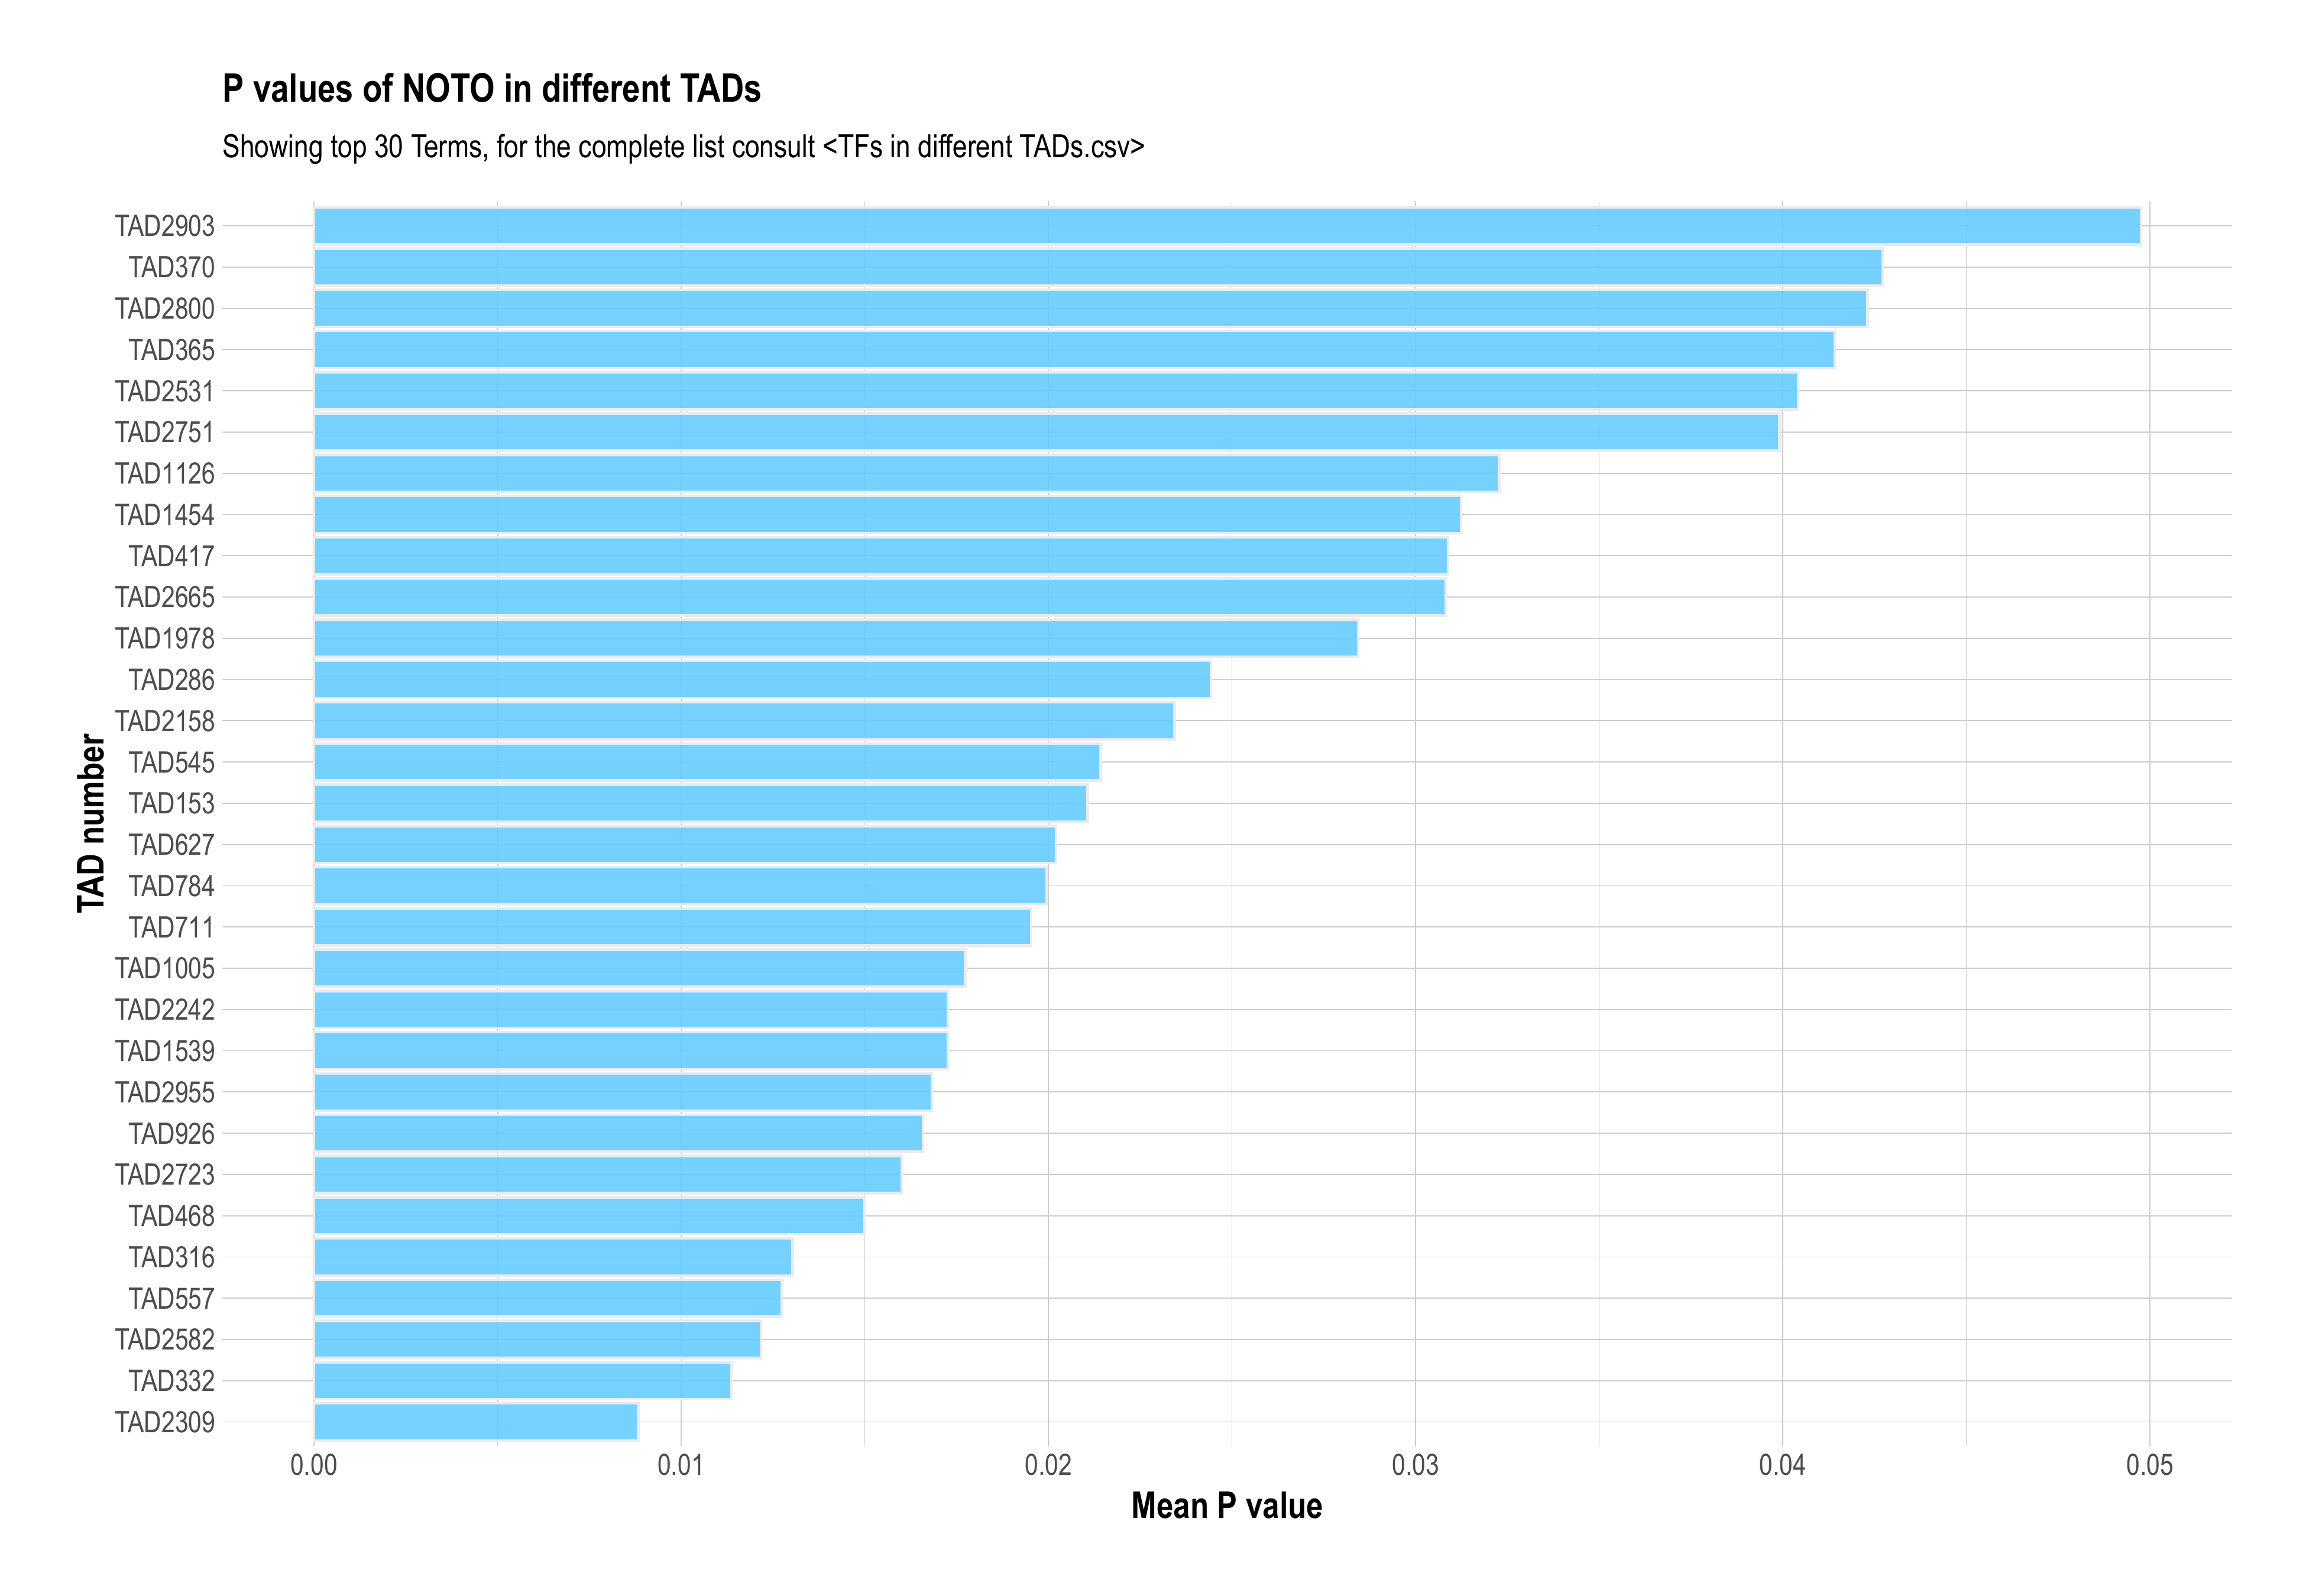 P values of NOTO in different TADs
Showing top 30 Terms, for the complete list consult <TFs in different TADs.csv>
TAD number
TAD2903
TAD370
TAD2800
TAD365
TAD2531
TAD2751
TAD1126
TAD1454
TAD417
TAD2665
TAD1978
TAD286
TAD2158
TAD545
TAD153
TAD627
TAD784
TAD711
TAD1005
TAD2242
TAD1539
TAD2955
TAD926
TAD2723
TAD468
TAD316
TAD557
TAD2582
TAD332
TAD2309
0.00 0.01 0.02 0.03 0.04 0.05
Mean P value